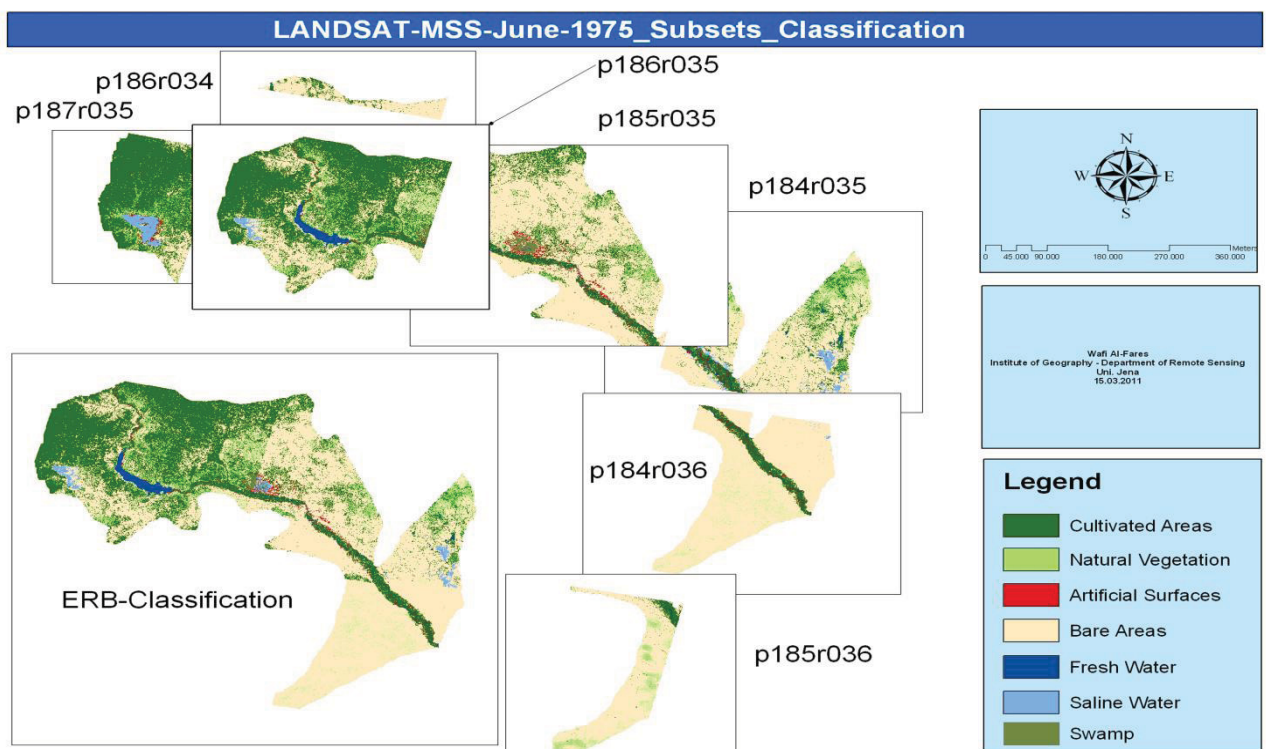 LANDSAT-MSS-June-1975_Subsets_Classification
p186r034
p187r035
p186r035
p185r035
p184r035
p184r036
p185r036
ERB-Classification
N
W E
S
Meters
0 45.000 90.000 180.000 270.000 360.000
Wafi Al-Fares
Institute of Geography - Department of Remote Sensing
Uni. Jena
15.03.2011
Legend
Cultivated Areas
Natural Vegetation
Artificial Surfaces
Bare Areas
Fresh Water
Saline Water
Swamp